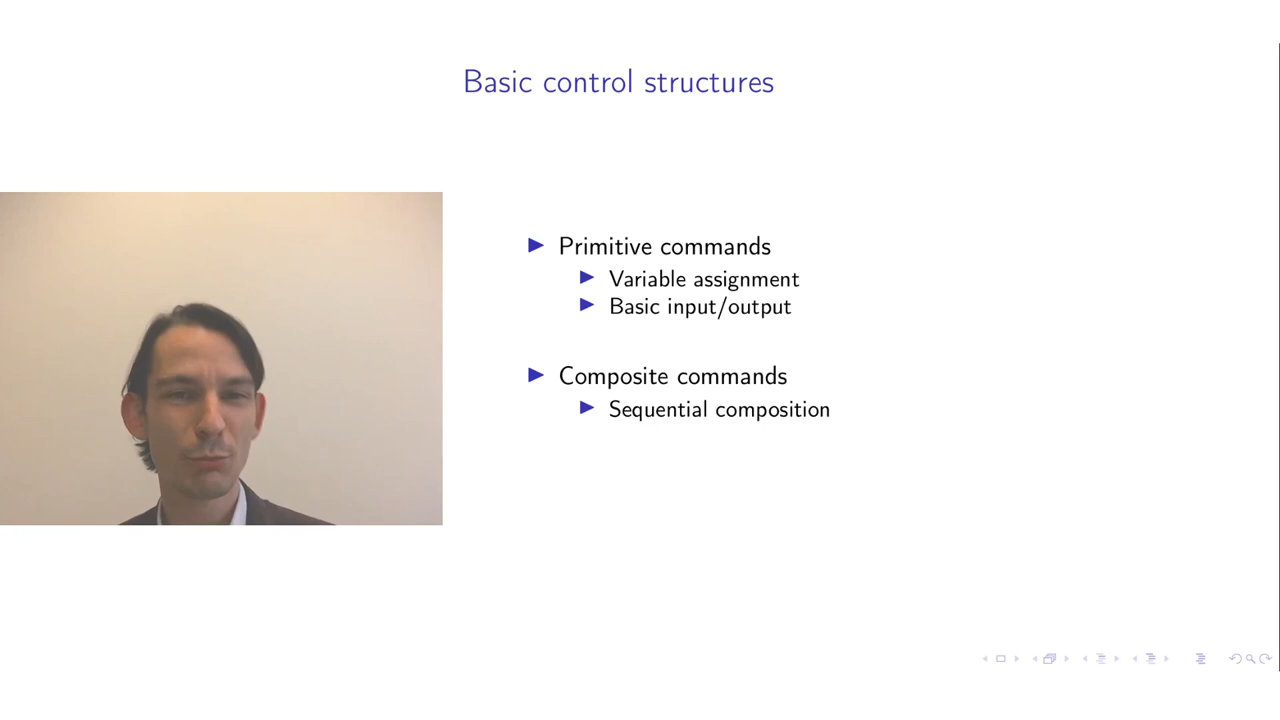 Basic control structures
Primitive commands
Variable assignment
Basic input/output
Composite commands
Sequential composition